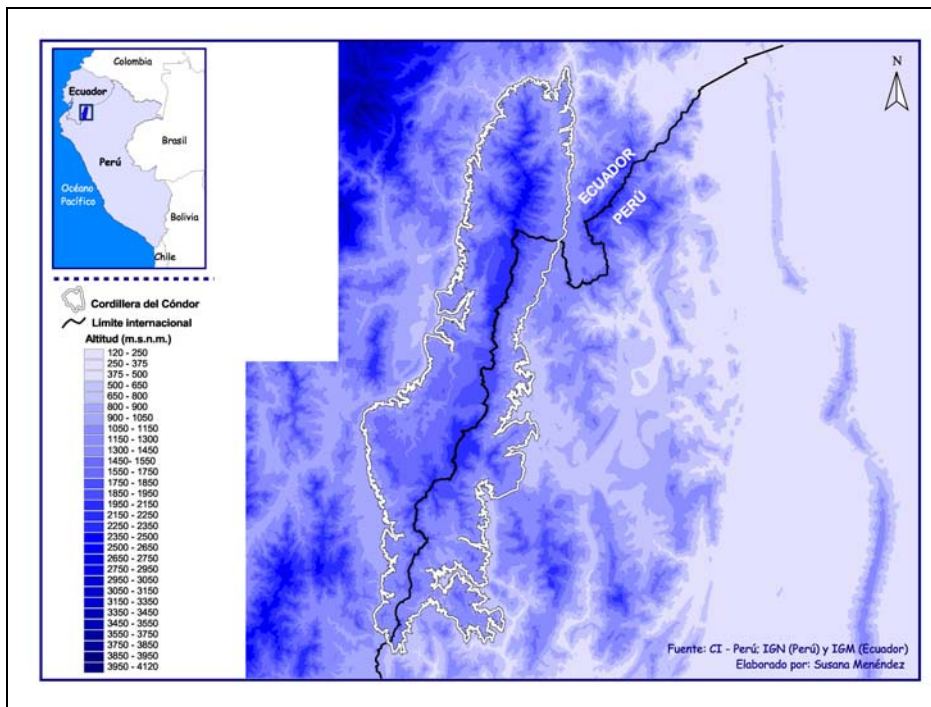 Colombia
Ecuador
Brasil
Perú
Océano
Pacífico
Bolivia
Chile
Cordillera del Cóndor
Límite internacional
Altitud (m.s.n.m.)
120 - 250
250 - 375
375 - 500
500 - 650
650 - 800
800 - 900
900 - 1050
1050 - 1150
1150 - 1300
1300 - 1450
1450 - 1550
1550 - 1750
1750 - 1850
1850 - 1950
1950 - 2150
2150 - 2250
2250 - 2350
2350 - 2500
2500 - 2650
2650 - 2750
2750 - 2950
2950 - 3050
3050 - 3150
3150 - 3350
3350 - 3450
3450 - 3550
3550 - 3750
3750 - 3850
3850 - 3950
3950 - 4120
N
ECUADOR
PERÚ
Fuente: CI - Perú; IGN (Perú) y IGM (Ecuador)
Elaborado por: Susana Menéndez